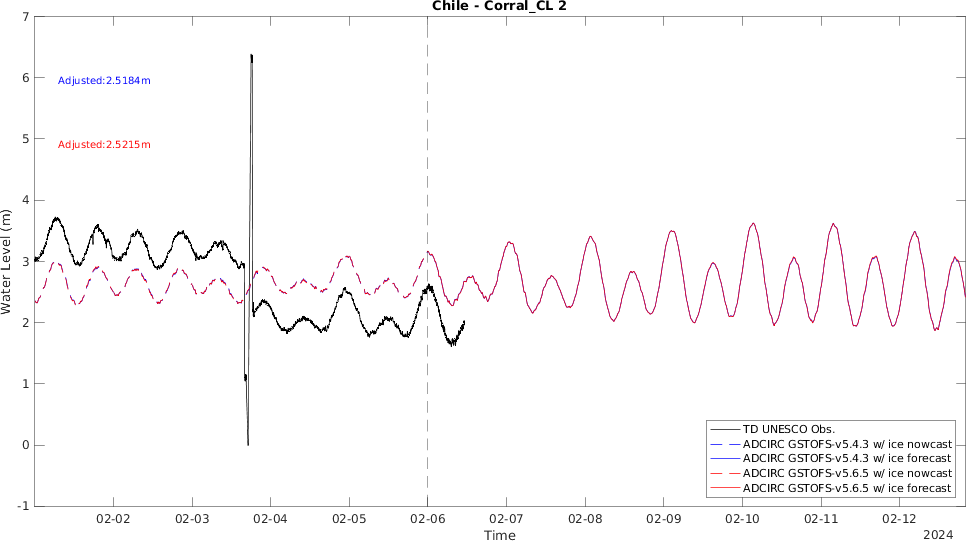 Chile - Corral_CL 2
7
6
5
4
3
2
1
0
-1
Water Level (m)
Adjusted:2.5184m
Adjusted:2.5215m
TD UNESCO Obs.
ADCIRC GSTOFS-v5.4.3 w/ ice nowcast
ADCIRC GSTOFS-v5.4.3 w/ ice forecast
ADCIRC GSTOFS-v5.6.5 w/ ice nowcast
ADCIRC GSTOFS-v5.6.5 w/ ice forecast
02-02 02-03 02-04 02-05 02-06 02-07 02-08 02-09 02-10 02-11 02-12
Time
2024